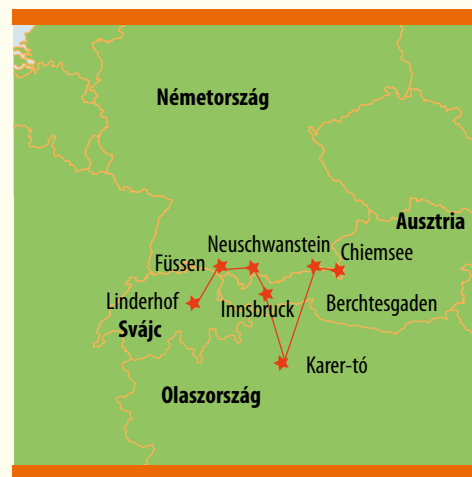 Németország
Ausztria
Neuschwanstein
Chiemsee
Füssen
Linderhof
Innsbruck
Berchtesgaden
Svájc
Karer-tó
Olaszország